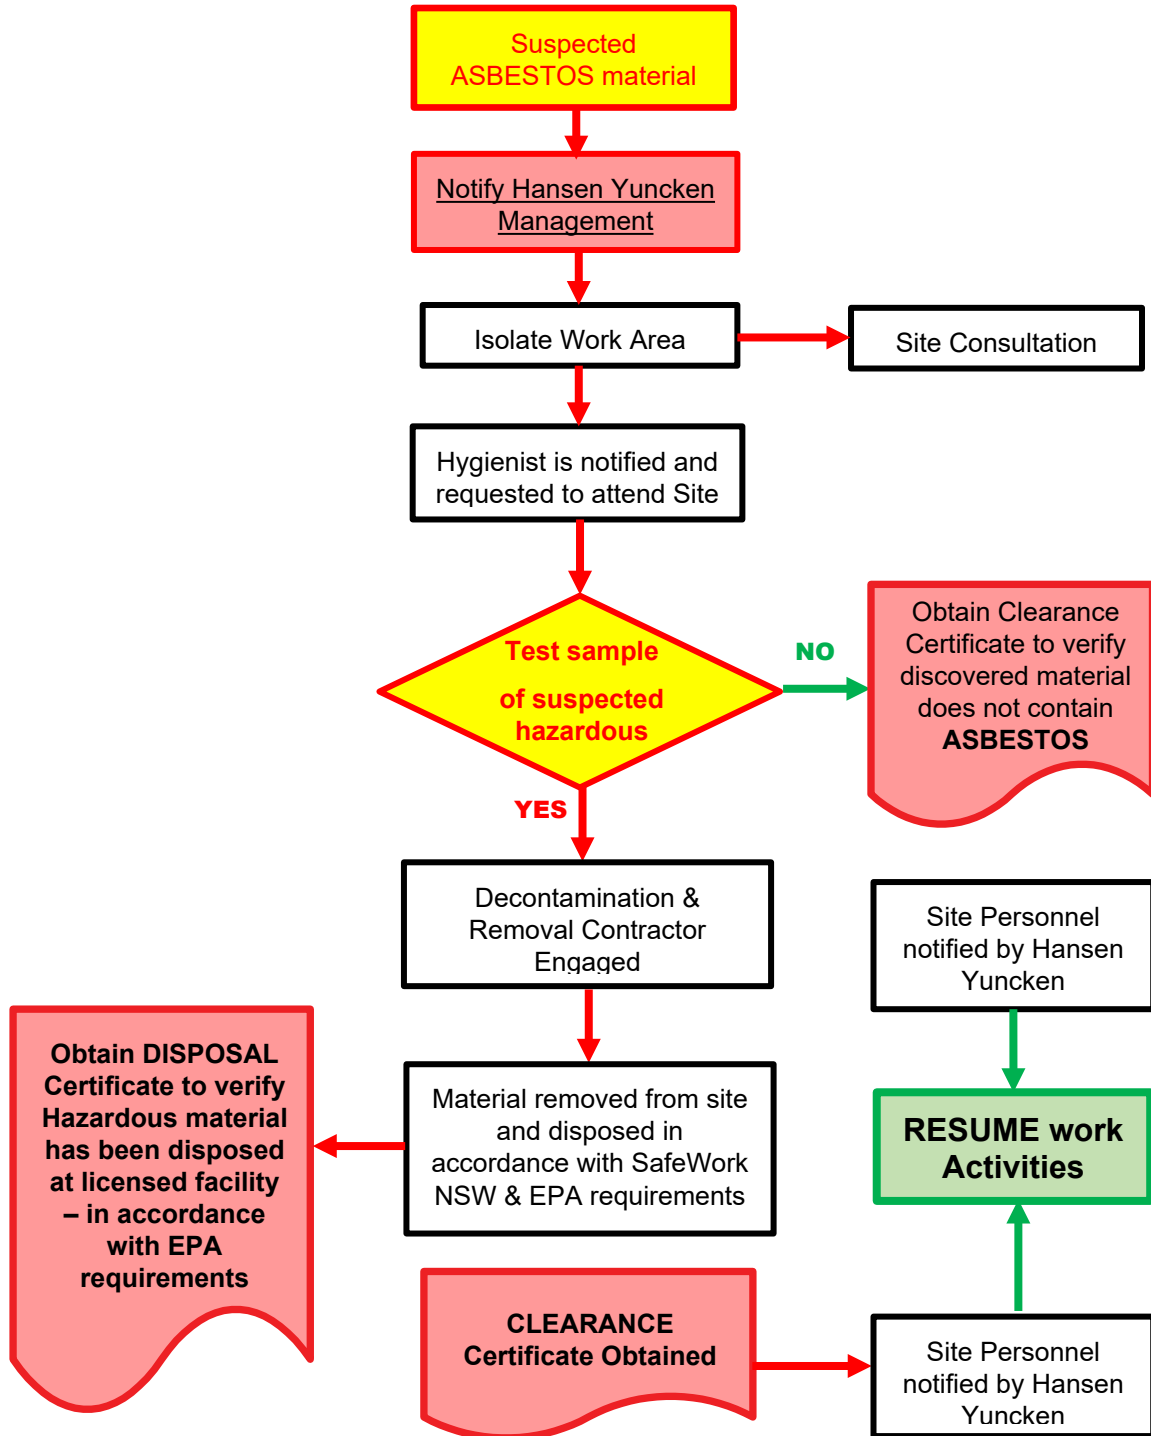 Suspected
ASBESTOS material
Notify Hansen Yuncken
Management
Isolate Work Area
Site Consultation
Hygienist is notified and
requested to attend Site
Test sample
of suspected
hazardous
NO
Obtain Clearance
Certificate to verify
discovered material
does not contain
ASBESTOS
YES
Decontamination &
Removal Contractor
Engaged
Site Personnel
notified by Hansen
Yuncken
Obtain DISPOSAL
Certificate to verify
Hazardous material
has been disposed
at licensed facility
– in accordance
with EPA
requirements
Material removed from site
and disposed in
accordance with SafeWork
NSW & EPA requirements
RESUME work
Activities
CLEARANCE
Certificate Obtained
Site Personnel
notified by Hansen
Yuncken